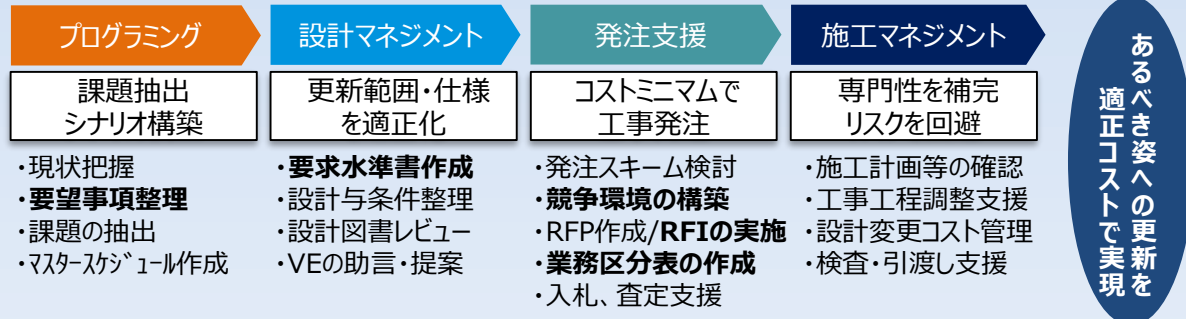 プログラミング
課題抽出
シナリオ構築
・現状把握
・要望事項整理
・課題の抽出
・ﾏｽﾀｰｽｹｼﾞｭｰﾙ作成
設計マネジメント
更新範囲・仕様
を適正化
・要求水準書作成
・設計与条件整理
・設計図書レビュー
・VEの助言・提案
発注支援
コストミニマムで
工事発注
・発注スキーム検討
・競争環境の構築
・RFP作成/RFIの実施
・業務区分表の作成
・入札、査定支援
施工マネジメント
専門性を補完
リスクを回避
・施工計画等の確認
・工事工程調整支援
・設計変更コスト管理
・検査・引渡し支援
あるべき姿への更新を
適正コストで実現